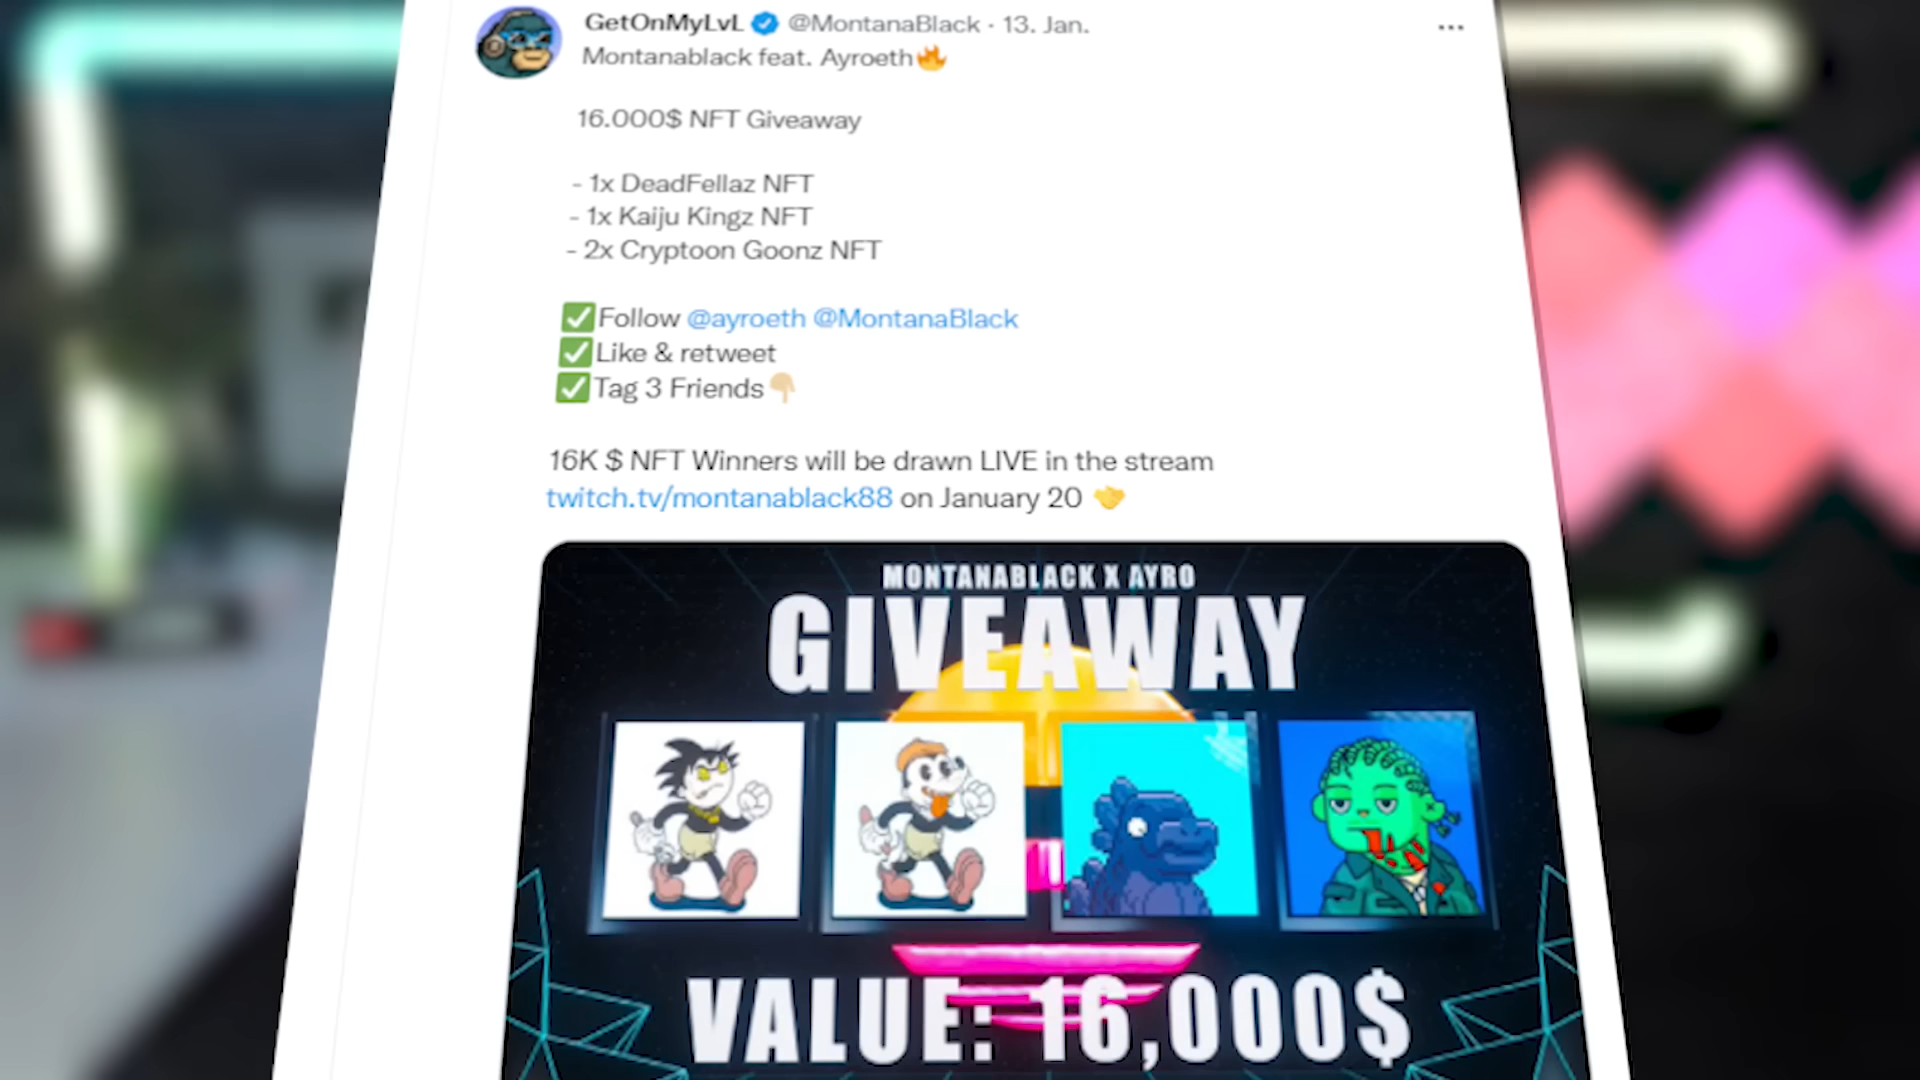 GetOnMyLvL @MontanaBlack · 13. Jan.
Montanablack feat. Ayroeth🔥
16.000$ NFT Giveaway
- 1x DeadFellaz NFT
- 1x Kaiju Kingz NFT
- 2x Cryptoon Goonz NFT
✅Follow @ayroeth @MontanaBlack
✅Like & retweet
✅Tag 3 Friends👇🏼
16K $ NFT Winners will be drawn LIVE in the stream
twitch.tv/montanablack88 on January 20 🤝
MONTANABLACK X AYRO
GIVEAWAY
VALUE: 16,000$